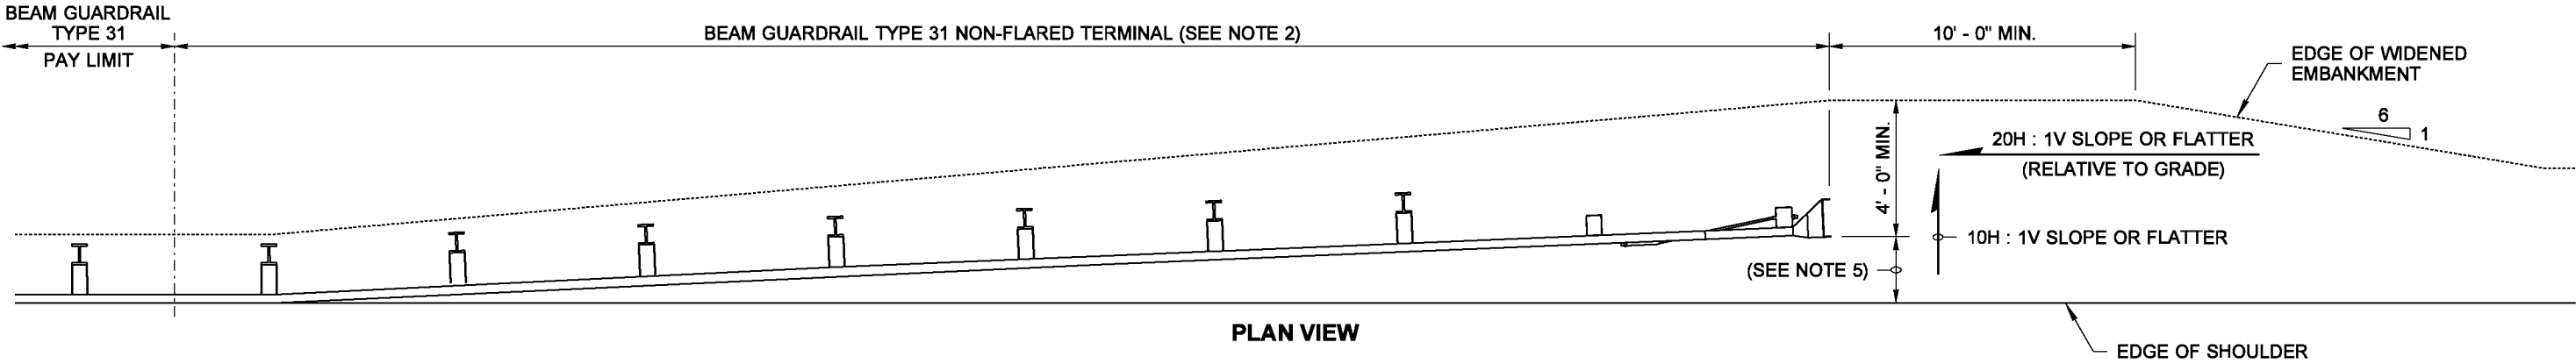 BEAM GUARDRAIL
TYPE 31
PAY LIMIT
BEAM GUARDRAIL TYPE 31 NON-FLARED TERMINAL (SEE NOTE 2)
10' - 0" MIN.
EDGE OF WIDENED
EMBANKMENT
6
1
4' - 0" MIN.
20H : 1V SLOPE OR FLATTER
(RELATIVE TO GRADE)
10H : 1V SLOPE OR FLATTER
(SEE NOTE 5)
PLAN VIEW
EDGE OF SHOULDER